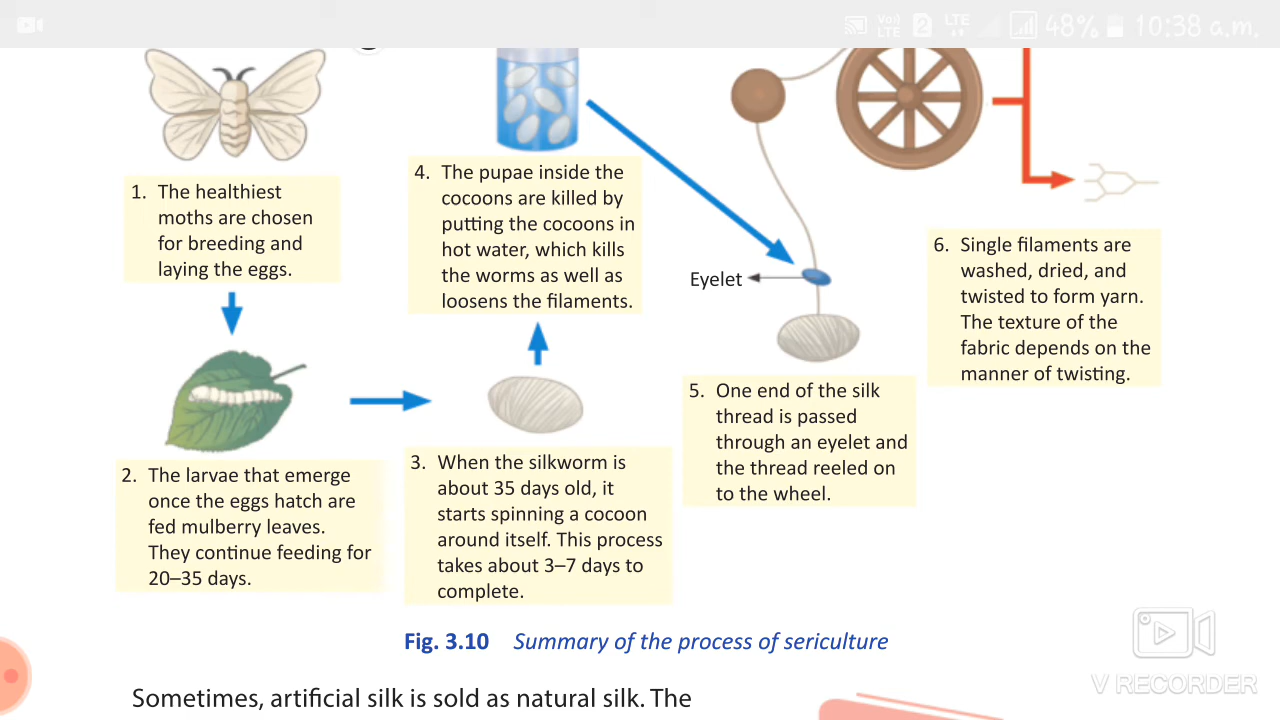 Vo)) LTE 2 LTE 48% 10:38 a.m.
1. The healthiest
moths are chosen
for breeding and
laying the eggs.
2. The larvae that emerge
once the eggs hatch are
fed mulberry leaves.
They continue feeding for
20–35 days.
3. When the silkworm is
about 35 days old, it
starts spinning a cocoon
around itself. This process
takes about 3–7 days to
complete.
4. The pupae inside the
cocoons are killed by
putting the cocoons in
hot water, which kills
the worms as well as
loosens the filaments.
Eyelet
5. One end of the silk
thread is passed
through an eyelet and
the thread reeled on
to the wheel.
6. Single filaments are
washed, dried, and
twisted to form yarn.
The texture of the
fabric depends on the
manner of twisting.
Fig. 3.10 Summary of the process of sericulture
Sometimes, artificial silk is sold as natural silk. The
V RECORDER